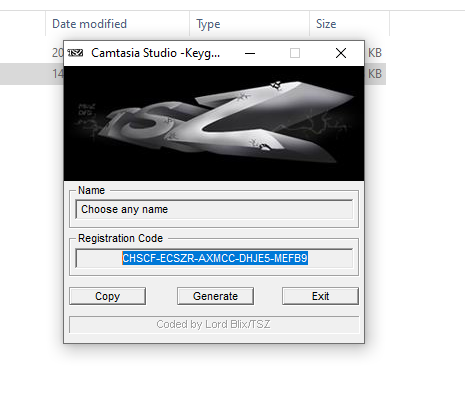 Date modified Type Size
20 KB
14 KB
TSZ Camtasia Studio -Keyg...
TSZ
Name
Choose any name
Registration Code
CHSCF-ECSZR-AXMCC-DHJE5-MEFB9
Copy Generate Exit
Coded by Lord Blix/TSZ